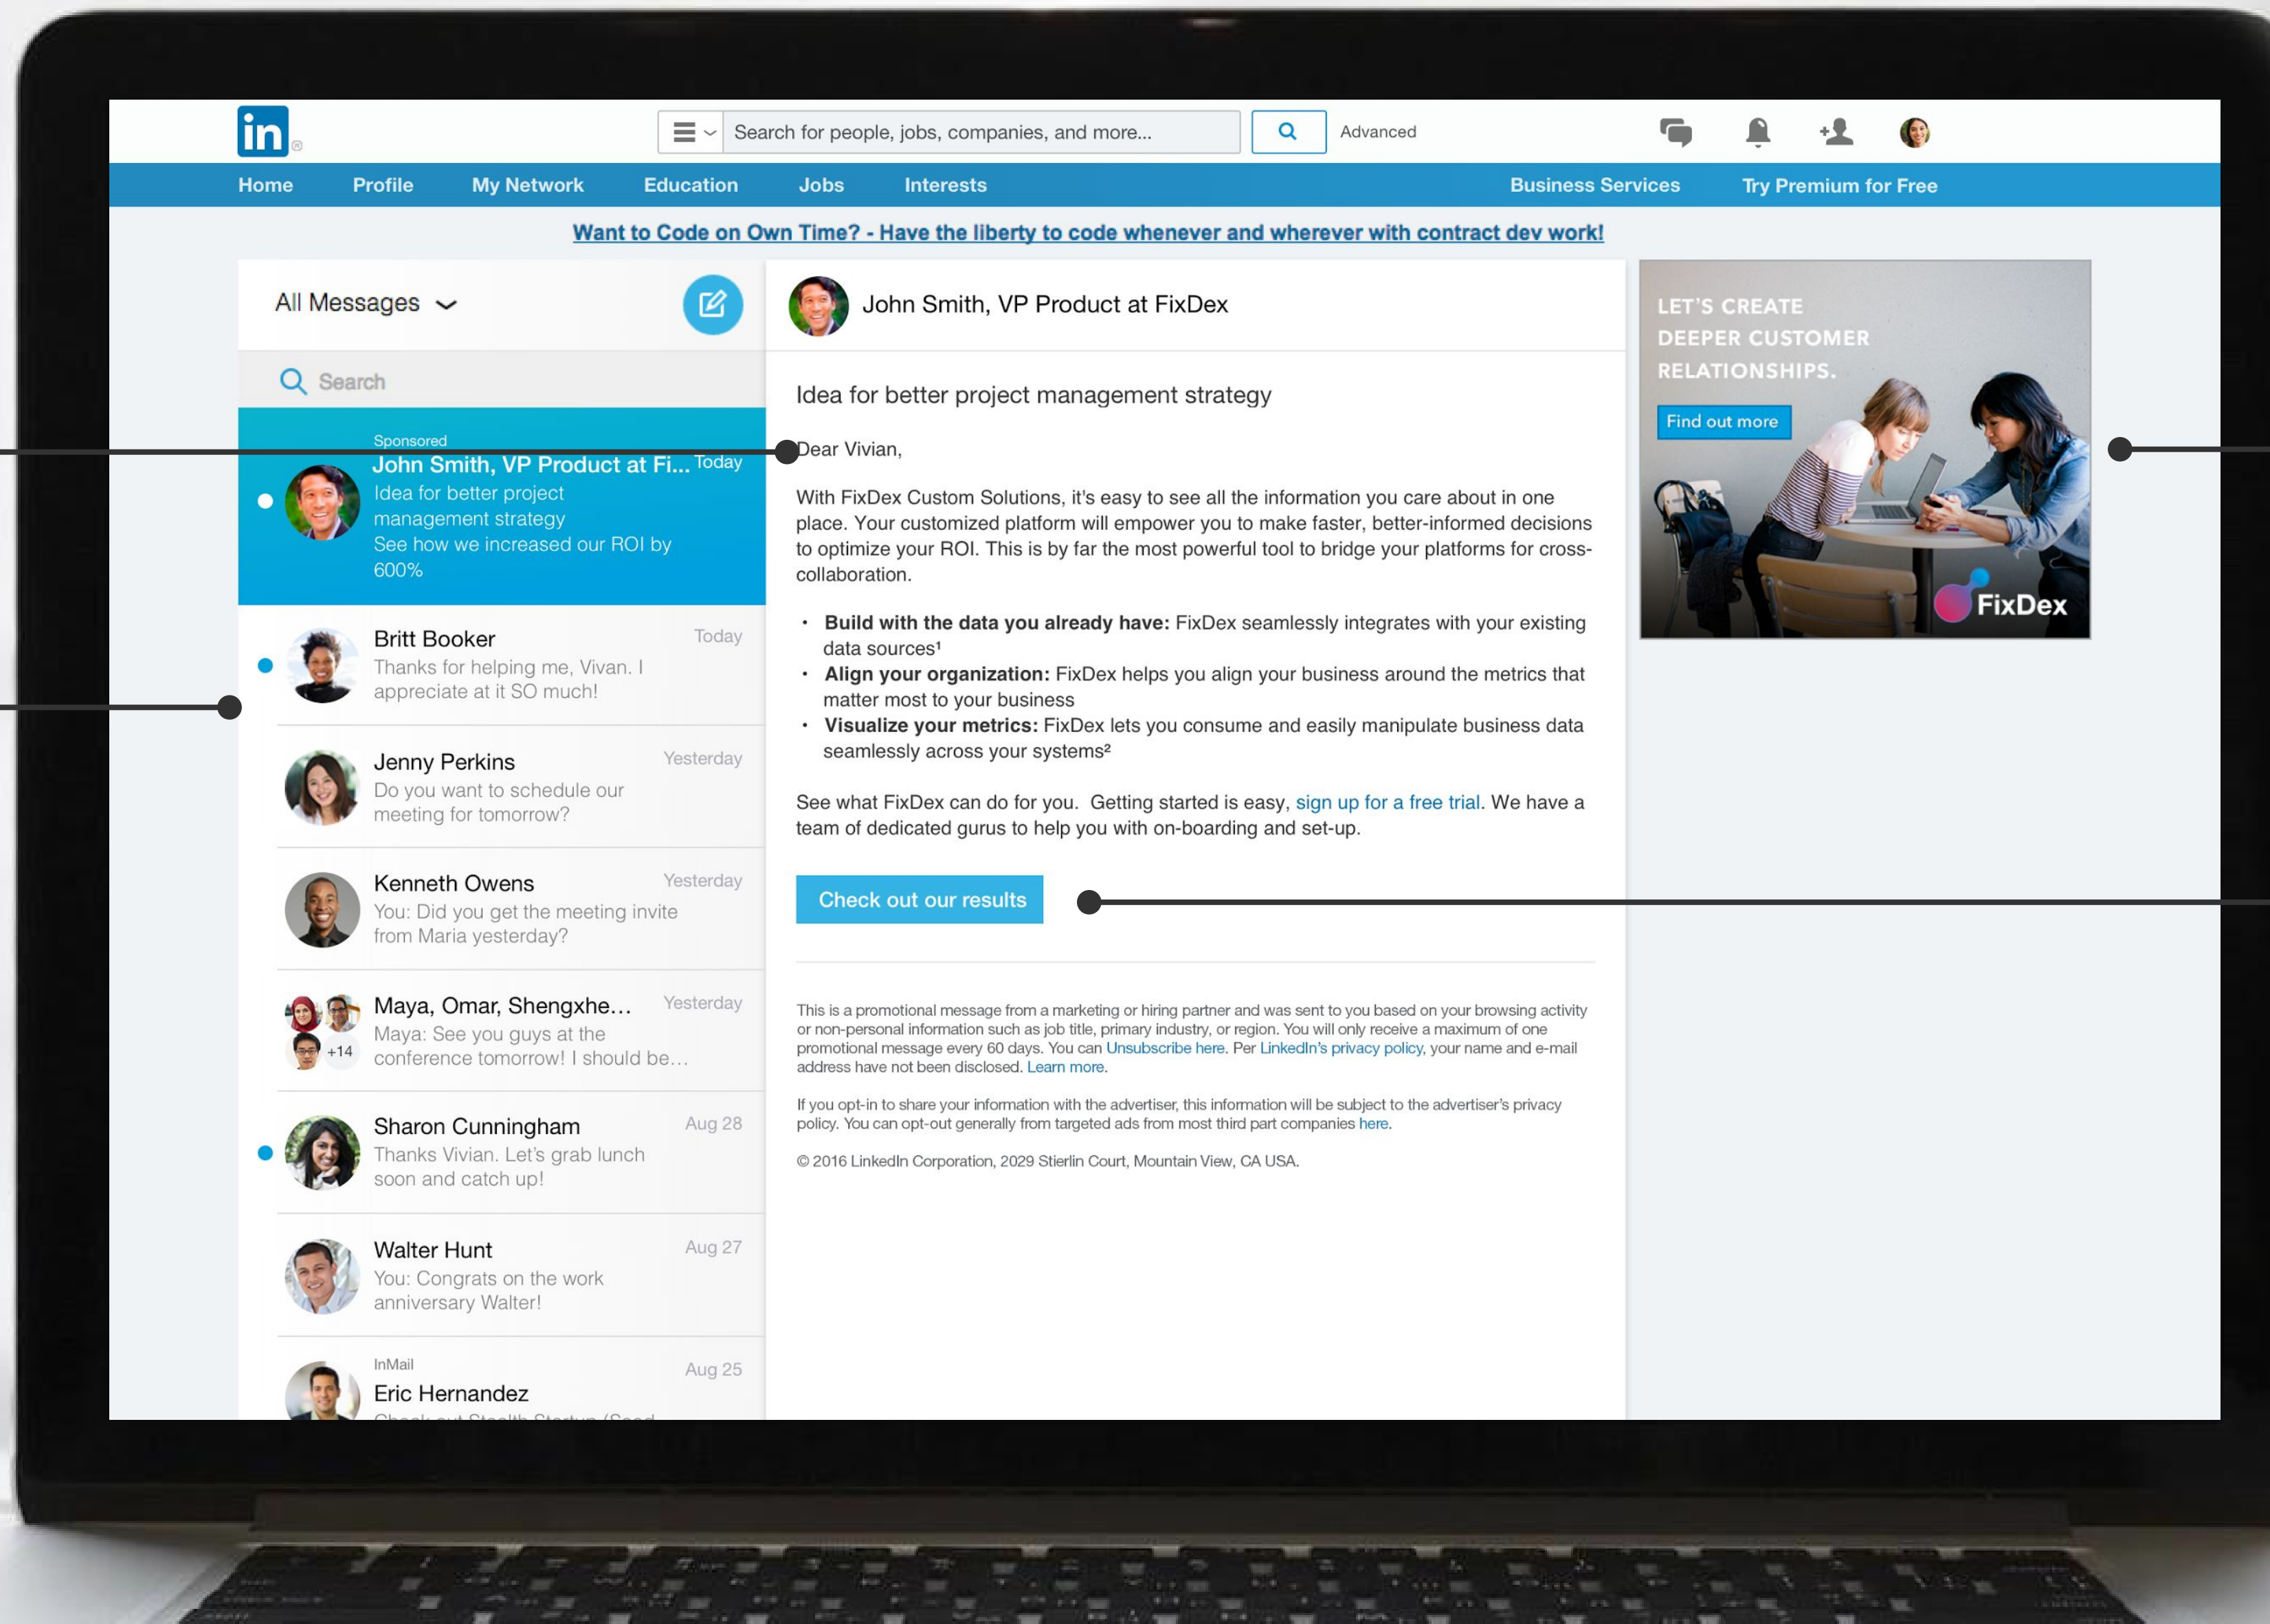 in
Search for people, jobs, companies, and more...
Advanced
Home Profile My Network Education Jobs Interests Business Services Try Premium for Free
Want to Code on Own Time? - Have the liberty to code whenever and wherever with contract dev work!
All Messages
Search
Sponsored
John Smith, VP Product at Fi... Today
Idea for better project
management strategy
See how we increased our ROI by
600%
Britt Booker Today
Thanks for helping me, Vivan. I
appreciate at it SO much!
Jenny Perkins Yesterday
Do you want to schedule our
meeting for tomorrow?
Kenneth Owens Yesterday
You: Did you get the meeting invite
from Maria yesterday?
Maya, Omar, Shengxhe... Yesterday
Maya: See you guys at the
+14
conference tomorrow! I should be...
Sharon Cunningham Aug 28
Thanks Vivian. Let's grab lunch
soon and catch up!
Walter Hunt Aug 27
You: Congrats on the work
anniversary Walter!
InMail
Eric Hernandez Aug 25
John Smith, VP Product at FixDex
Idea for better project management strategy
Dear Vivian,
With FixDex Custom Solutions, it's easy to see all the information you care about in one
place. Your customized platform will empower you to make faster, better-informed decisions
to optimize your ROI. This is by far the most powerful tool to bridge your platforms for cross-
collaboration.
• Build with the data you already have: FixDex seamlessly integrates with your existing
data sources¹
• Align your organization: FixDex helps you align your business around the metrics that
matter most to your business
• Visualize your metrics: FixDex lets you consume and easily manipulate business data
seamlessly across your systems²
See what FixDex can do for you. Getting started is easy, sign up for a free trial. We have a
team of dedicated gurus to help you with on-boarding and set-up.
Check out our results
This is a promotional message from a marketing or hiring partner and was sent to you based on your browsing activity
or non-personal information such as job title, primary industry, or region. You will only receive a maximum of one
promotional message every 60 days. You can Unsubscribe here. Per LinkedIn's privacy policy, your name and e-mail
address have not been disclosed. Learn more.
If you opt-in to share your information with the advertiser, this information will be subject to the advertiser's privacy
policy. You can opt-out generally from targeted ads from most third part companies here.
© 2016 LinkedIn Corporation, 2029 Stierlin Court, Mountain View, CA USA.
LET'S CREATE
DEEPER CUSTOMER
RELATIONSHIPS.
Find out more
FixDex